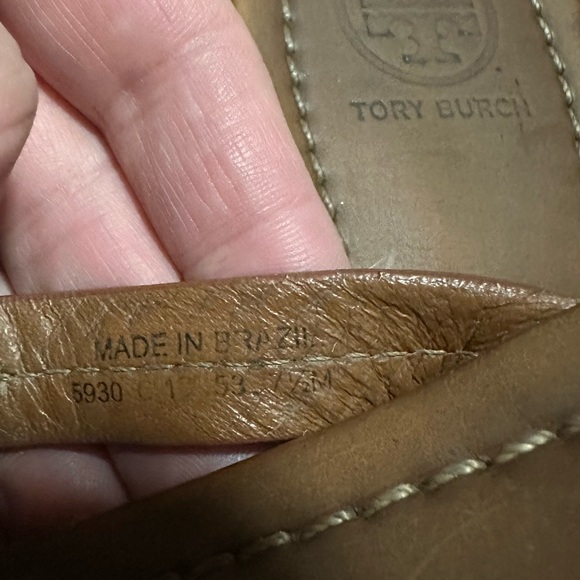 TORY BURCH
MADE IN BRAZIL
5930 53 7½M